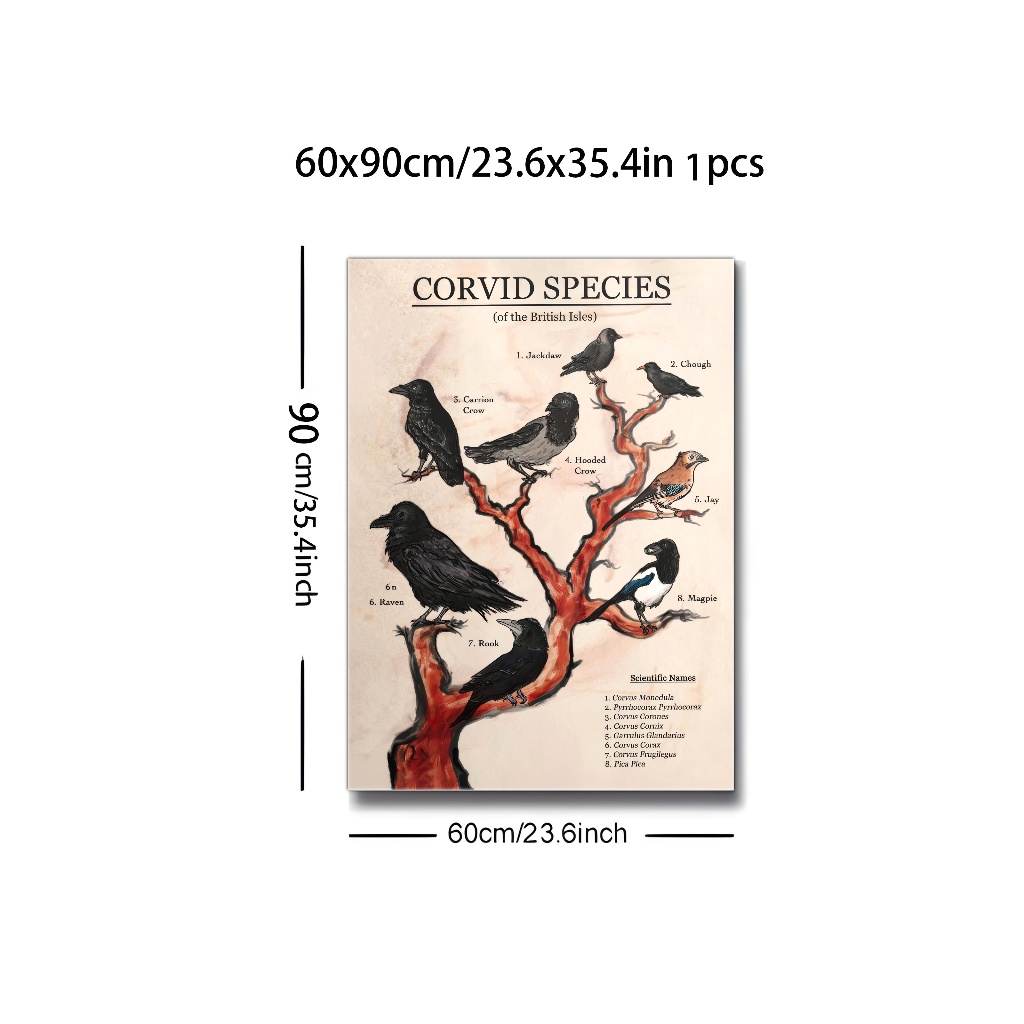 60x90cm/23.6x35.4in 1pcs
CORVID SPECIES
(of the British Isles)
1. Jackdaw
2. Chough
3. Carrion
Crow
4. Hooded
Crow
5. Jay
6n
6. Raven
8. Magpie
7. Rook
Scientific Names
1. Corvus Monedula
2. Pyrrhocorax Pyrrhocorax
3. Corvus Corones
4. Corvus Cornix
5. Garrulus Glandarius
6. Corvus Corax
7. Corvus Frugilegus
8. Pica Pica
90 cm/35.4inch
60cm/23.6inch